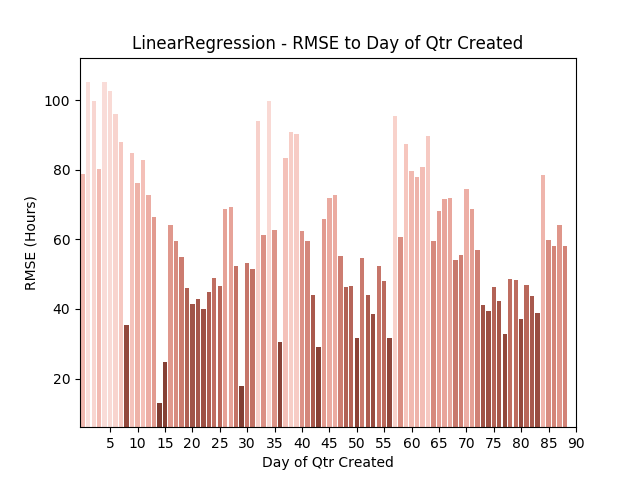 LinearRegression - RMSE to Day of Qtr Created
100
80
60
40
20
RMSE (Hours)
5 10 15 20 25 30 35 40 45 50 55 60 65 70 75 80 85 90
Day of Qtr Created